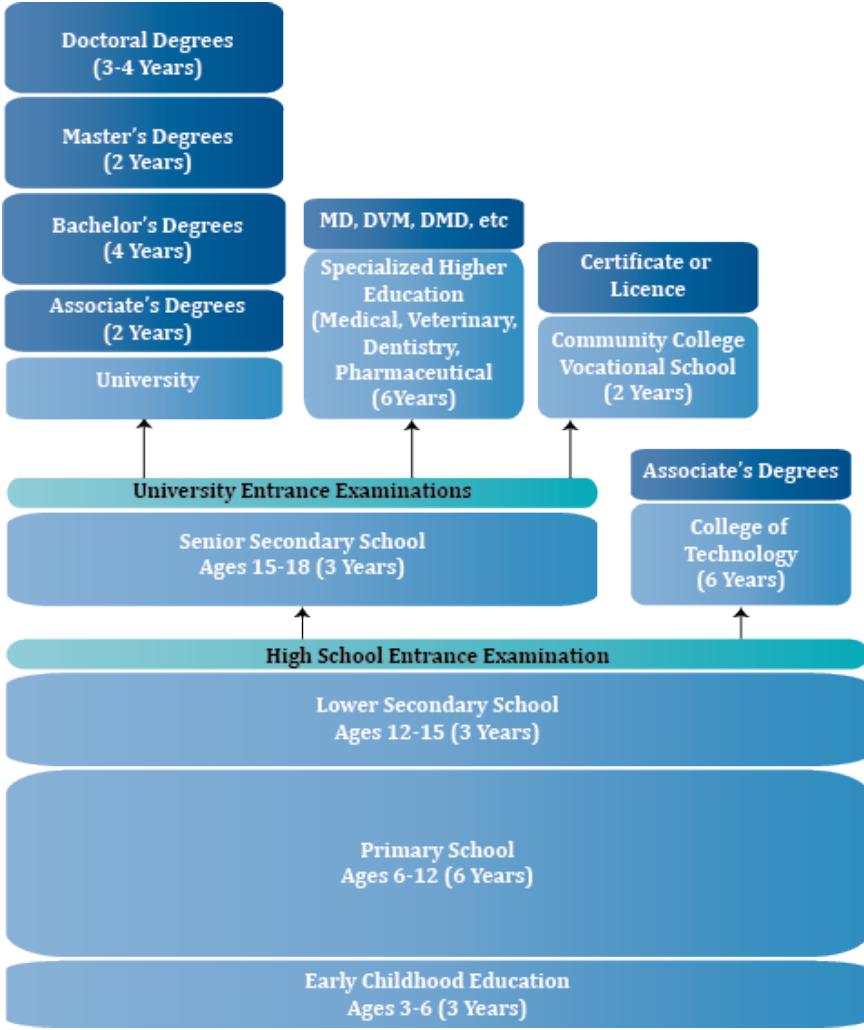 Doctoral Degrees
(3-4 Years)
Master's Degrees
(2 Years)
Bachelor's Degrees
(4 Years)
Associate's Degrees
(2 Years)
University
MD, DVM, DMD, etc
Specialized Higher
Education
(Medical, Veterinary,
Dentistry,
Pharmaceutical
(6Years)
Certificate or
Licence
Community College
Vocational School
(2 Years)
University Entrance Examinations
Senior Secondary School
Ages 15-18 (3 Years)
Associate's Degrees
College of
Technology
(6 Years)
High School Entrance Examination
Lower Secondary School
Ages 12-15 (3 Years)
Primary School
Ages 6-12 (6 Years)
Early Childhood Education
Ages 3-6 (3 Years)